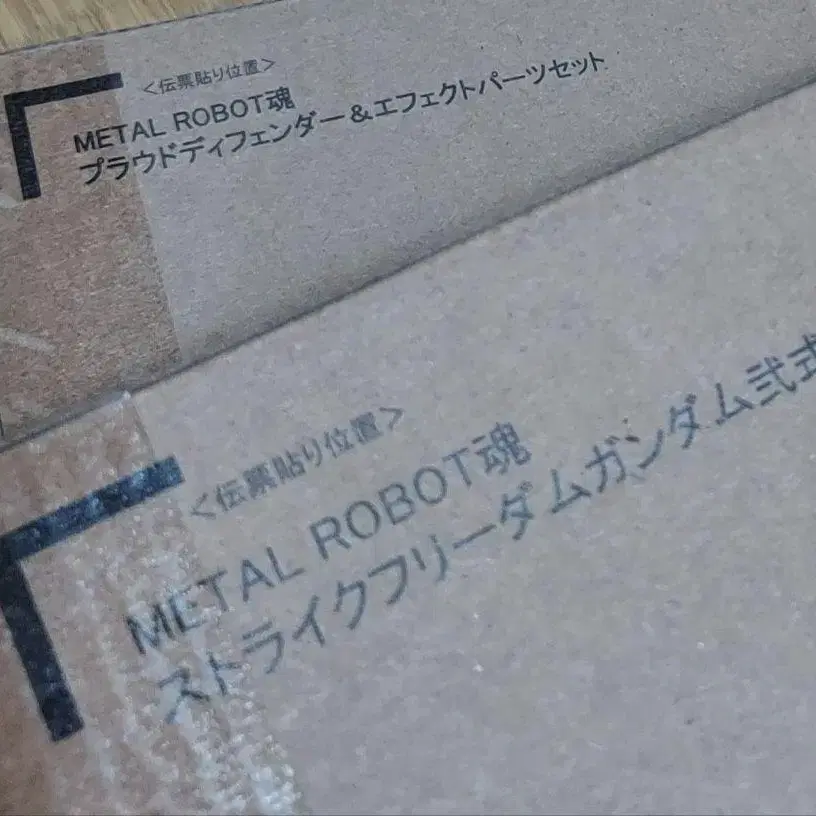 <伝票貼り位置>
METAL ROBOT魂
プラウドディフェンダー&エフェクトパーツセット
<伝票貼り位置>
METAL ROBOT魂
ストライクフリーダムガンダム弐式